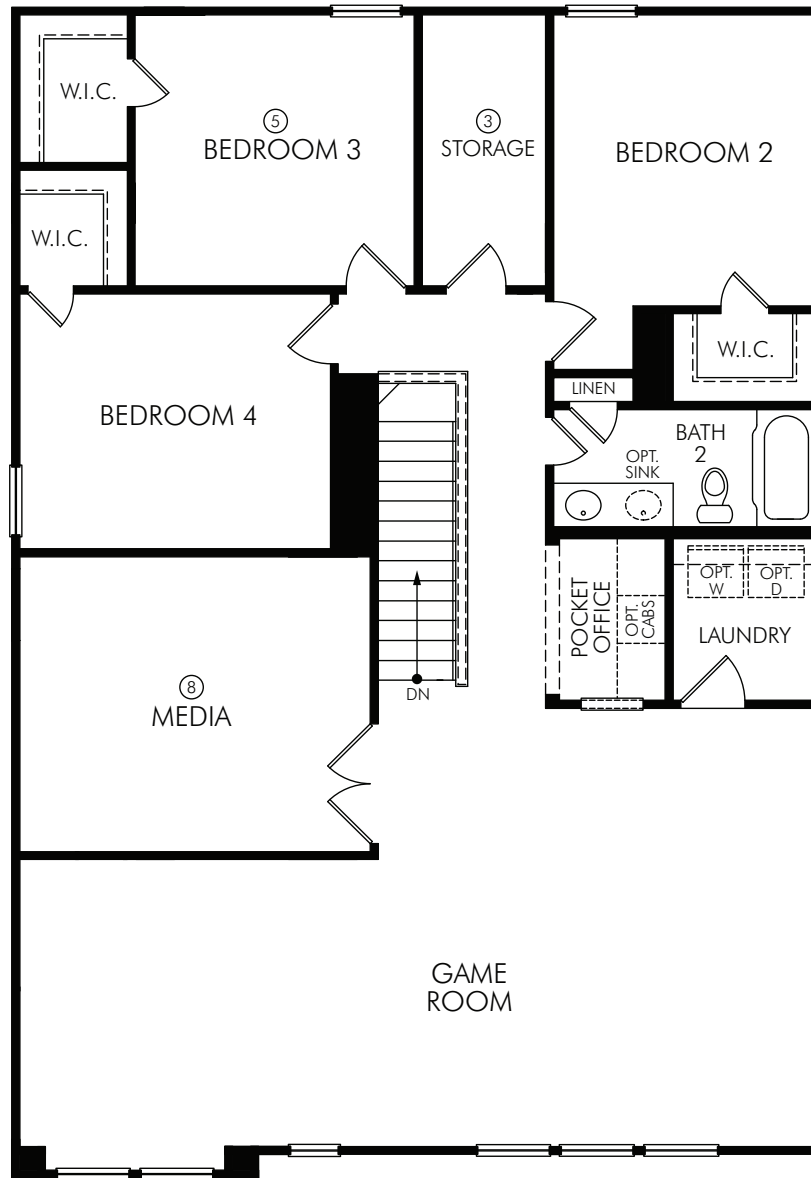 W.I.C.
5
BEDROOM 3
3
STORAGE
BEDROOM 2
W.I.C.
W.I.C.
LINEN
BEDROOM 4
BATH
2
OPT.
SINK
OPT.
W
OPT.
D
POCKET
OFFICE
OPT.
CABS
LAUNDRY
8
MEDIA
DN
GAME
ROOM